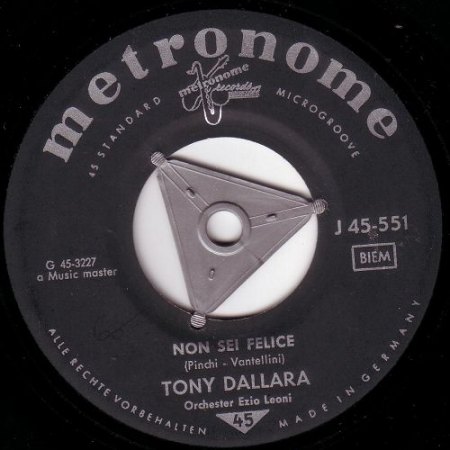 metronome
45 STANDARD
MICROGROOVE
metronome
records
J 45-551
BIEM
G 45-3227
a Music master
NON SEI FELICE
(Pinchi - Vantellini)
TONY DALLARA
Orchester Ezio Leoni
45
ALLE RECHTE VORBEHALTEN
MADE IN GERMANY